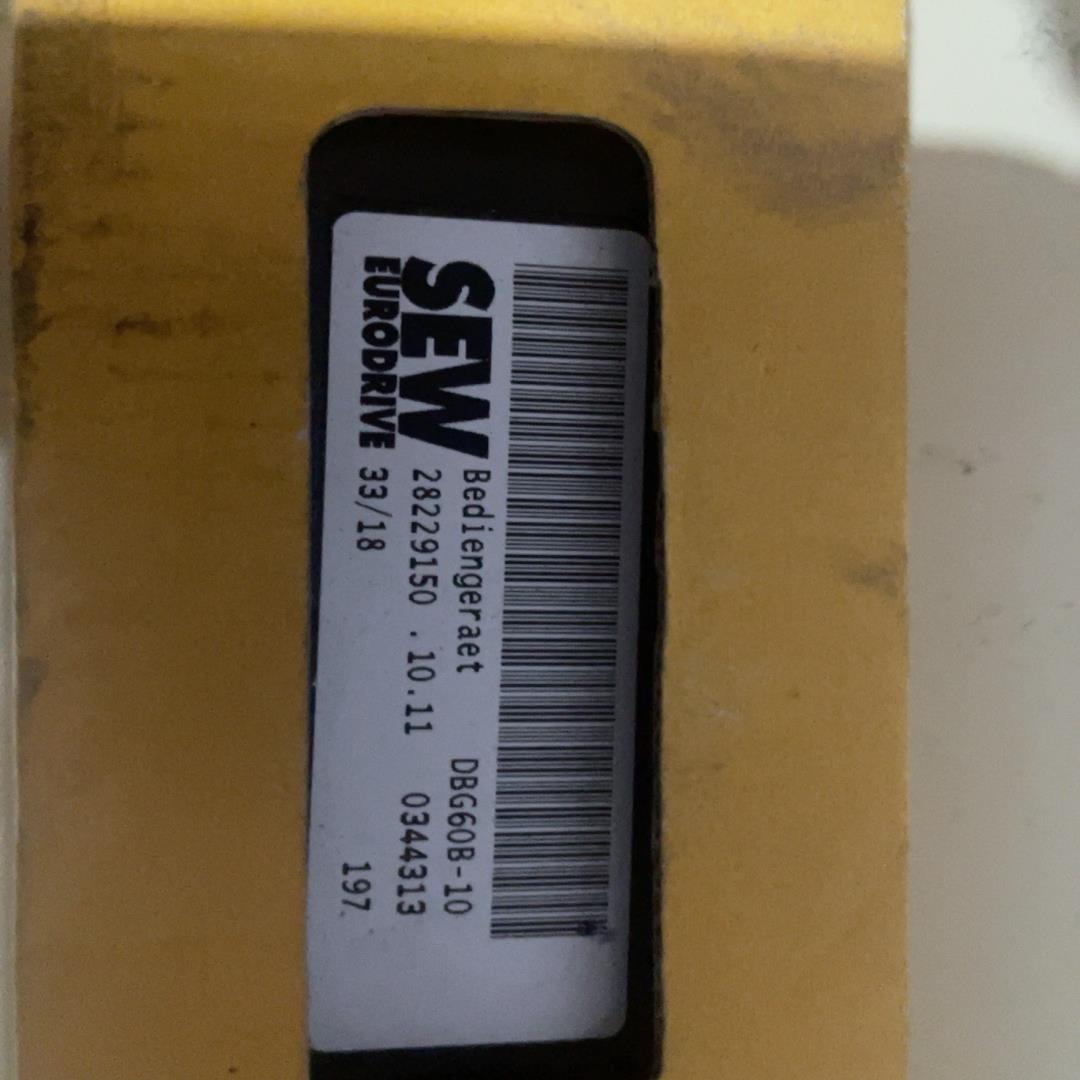 SEW
EURODRIVE
Bediengeraet DBG60B-10
28229150 .10.11 0344313
33/18 197